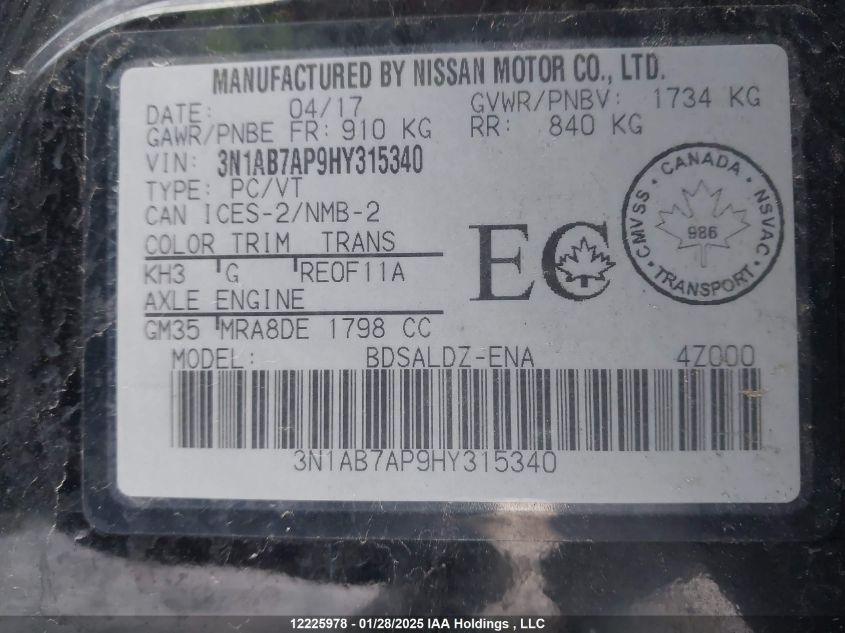 MANUFACTURED BY NISSAN MOTOR CO., LTD.
DATE: 04/17 GVWR/PNBV: 1734 KG
GAWR/PNBE FR: 910 KG RR: 840 KG
VIN: 3N1AB7AP9HY315340
TYPE: PC/VT
CAN ICES-2/NMB-2
COLOR TRIM TRANS
KH3 G RE0F11A
AXLE ENGINE
GM35 MRA8DE 1798 CC
EC
CANADA
CMVSS · NSVAC
986
TRANSPORT
MODEL: BDSALDZ-ENA 4Z000
3N1AB7AP9HY315340
12225978 - 01/28/2025 IAA Holdings , LLC